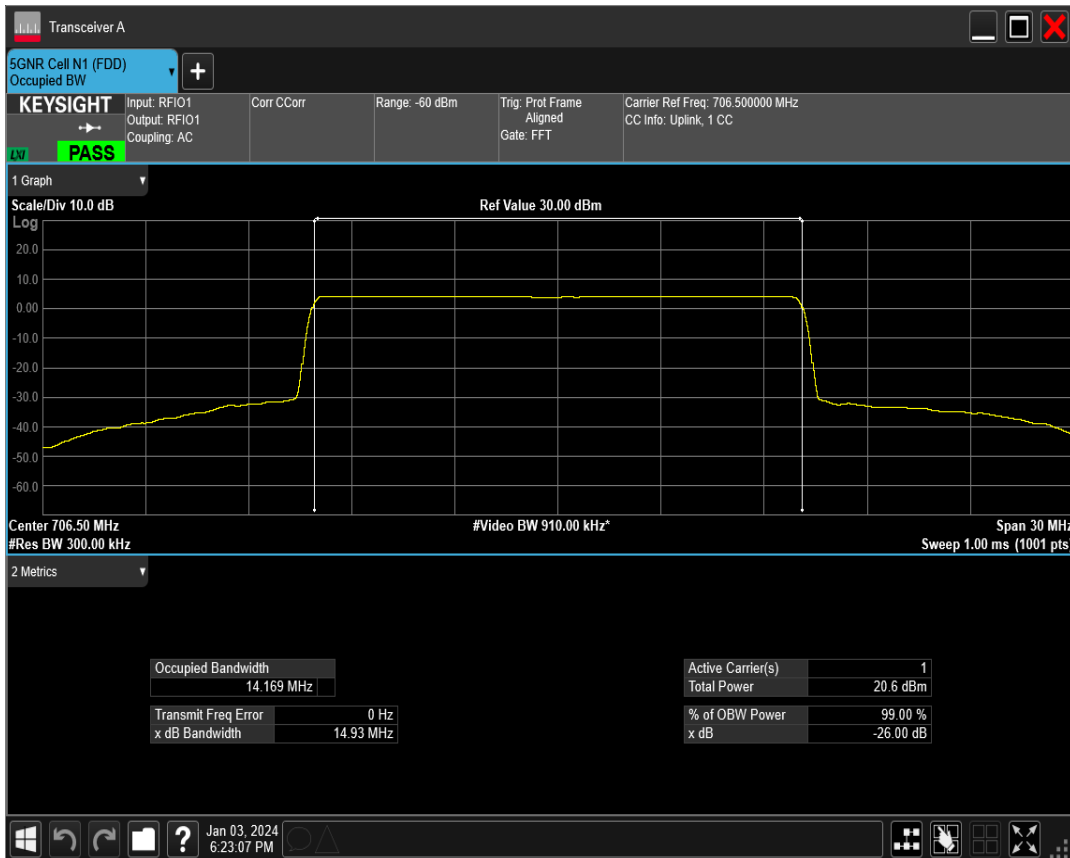 Transceiver A
5GNR Cell N1 (FDD)
Occupied BW
+
KEYSIGHT
LXI
PASS
Input: RFIO1
Output: RFIO1
Coupling: AC
Corr CCorr
Range: -60 dBm
Trig: Prot Frame
Aligned
Gate: FFT
Carrier Ref Freq: 706.500000 MHz
CC Info: Uplink, 1 CC
1 Graph
Scale/Div 10.0 dB
Ref Value 30.00 dBm
Log
20.0
10.0
0.00
-10.0
-20.0
-30.0
-40.0
-50.0
-60.0
Center 706.50 MHz
#Video BW 910.00 kHz*
Span 30 MHz
#Res BW 300.00 kHz
Sweep 1.00 ms (1001 pts)
2 Metrics
Occupied Bandwidth
14.169 MHz
Transmit Freq Error 0 Hz
x dB Bandwidth 14.93 MHz
Active Carrier(s) 1
Total Power 20.6 dBm
% of OBW Power 99.00 %
x dB -26.00 dB
?
Jan 03, 2024
6:23:07 PM